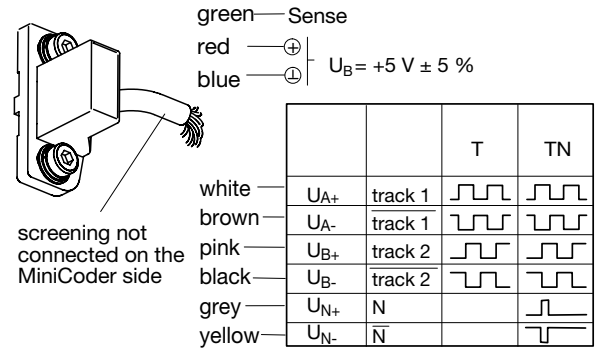 green Sense
red +
blue ⊥
U_B = +5 V ± 5 %
T TN
white U_A+ track 1
brown U_A- track 1
pink U_B+ track 2
black U_B- track 2
grey U_N+ N
yellow U_N- N
screening not
connected on the
MiniCoder side